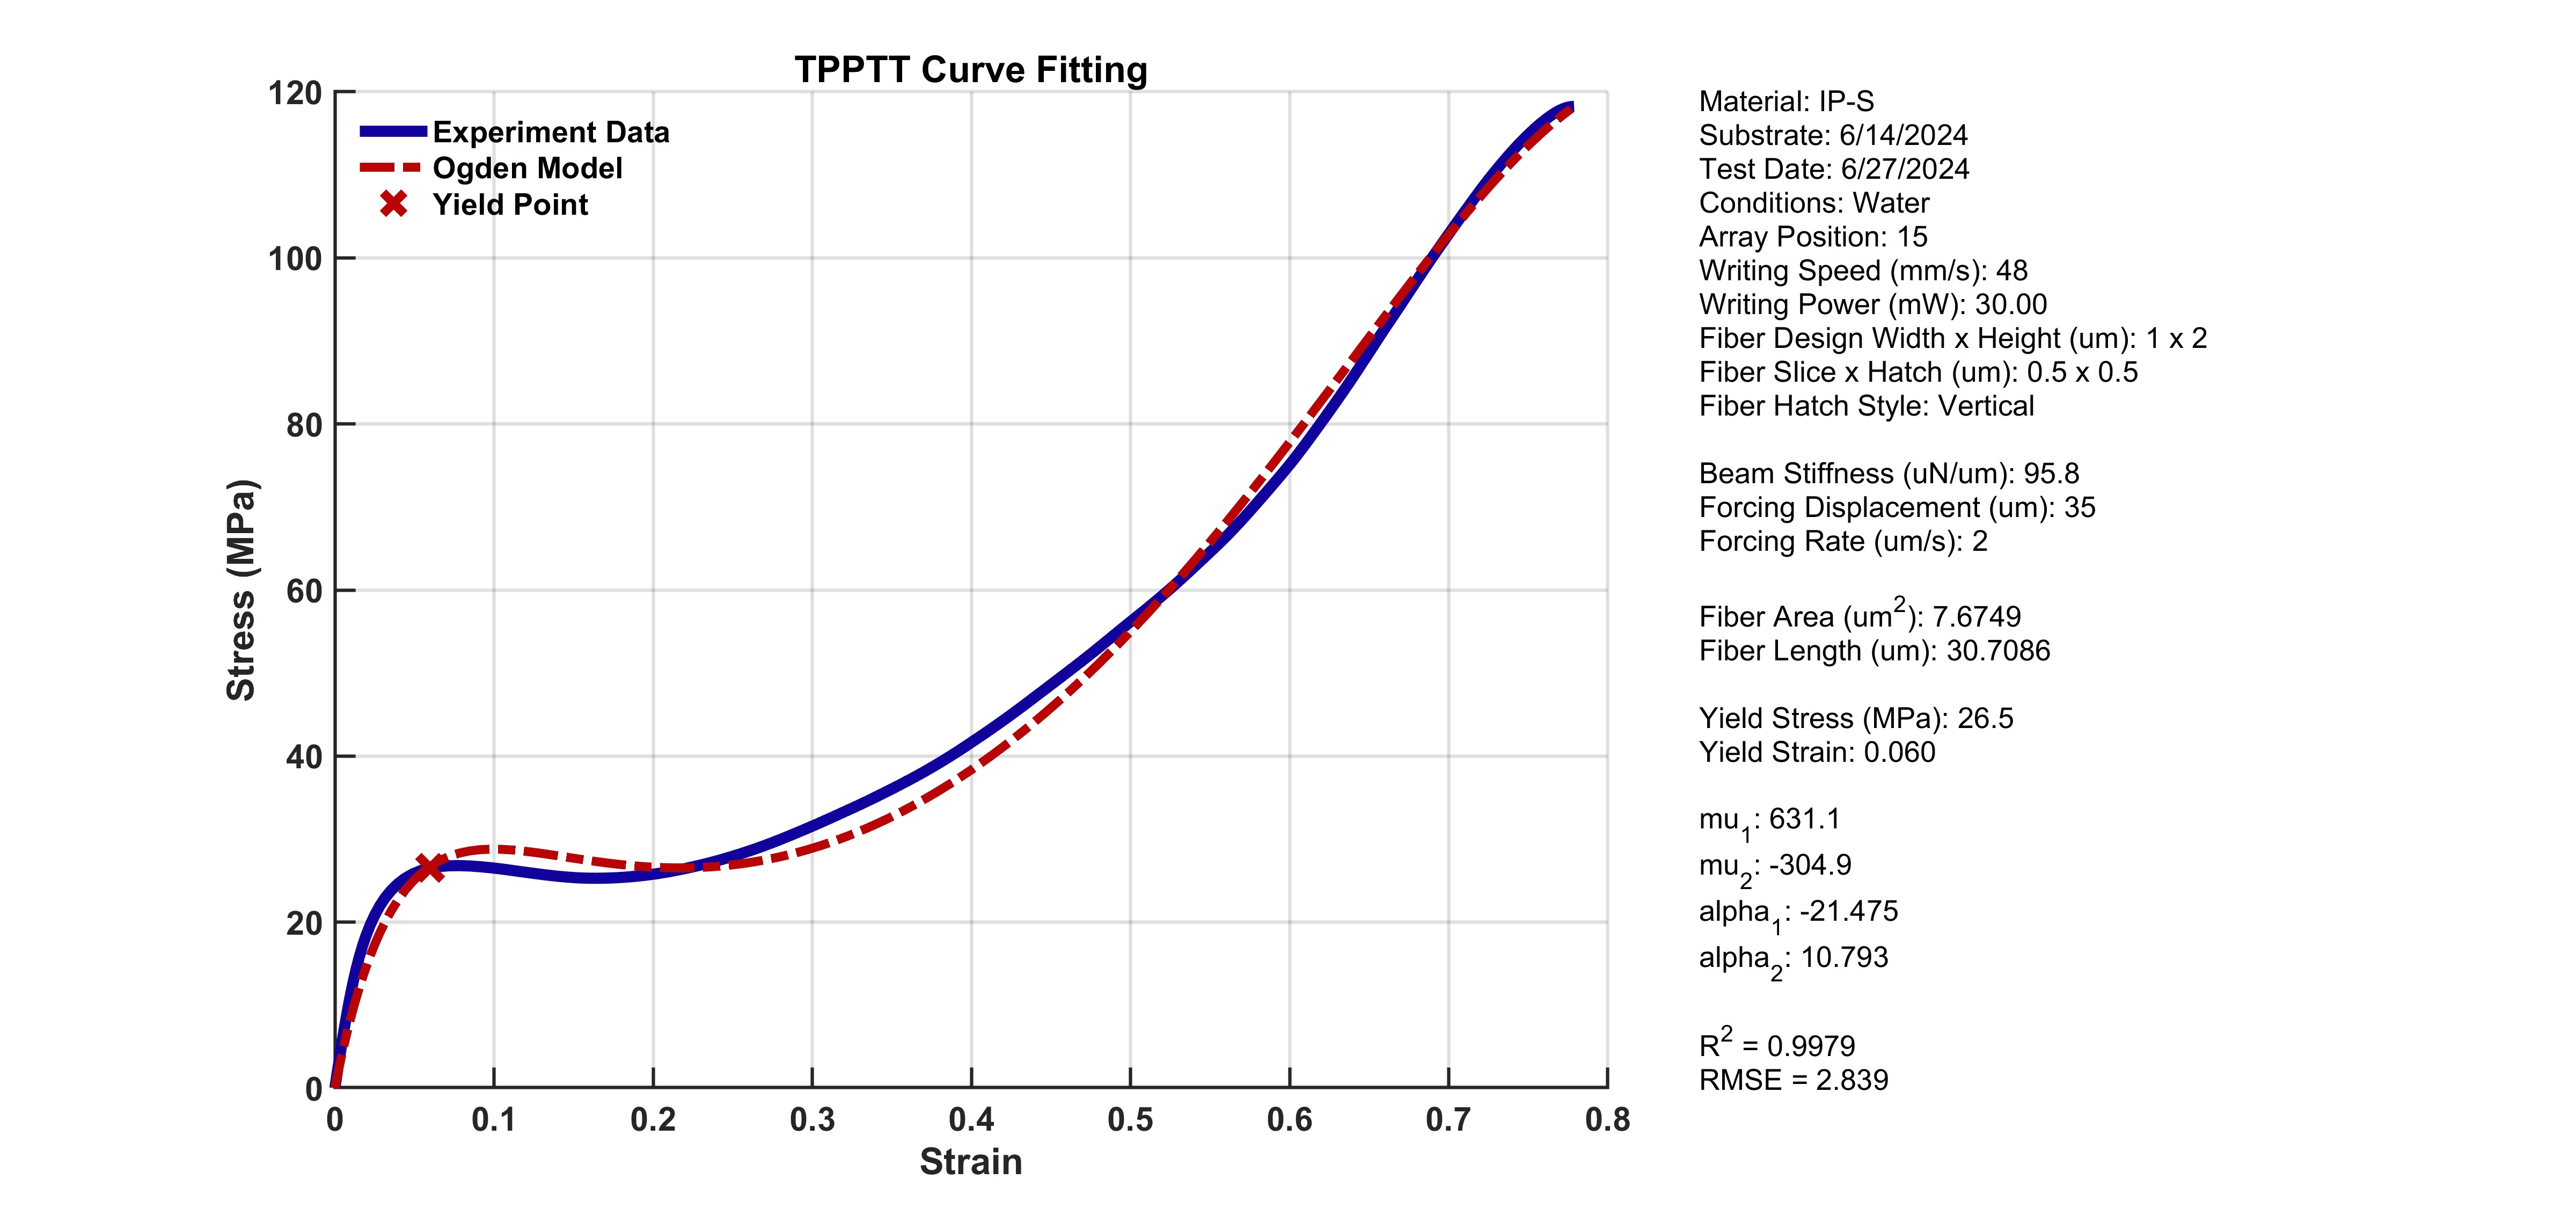 TPPTT Curve Fitting
120
100
80
60
40
20
0
Stress (MPa)
Experiment Data
Ogden Model
Yield Point
0 0.1 0.2 0.3 0.4 0.5 0.6 0.7 0.8
Strain
Material: IP-S
Substrate: 6/14/2024
Test Date: 6/27/2024
Conditions: Water
Array Position: 15
Writing Speed (mm/s): 48
Writing Power (mW): 30.00
Fiber Design Width x Height (um): 1 x 2
Fiber Slice x Hatch (um): 0.5 x 0.5
Fiber Hatch Style: Vertical
Beam Stiffness (uN/um): 95.8
Forcing Displacement (um): 35
Forcing Rate (um/s): 2
Fiber Area (um²): 7.6749
Fiber Length (um): 30.7086
Yield Stress (MPa): 26.5
Yield Strain: 0.060
mu₁: 631.1
mu₂: -304.9
alpha₁: -21.475
alpha₂: 10.793
R² = 0.9979
RMSE = 2.839